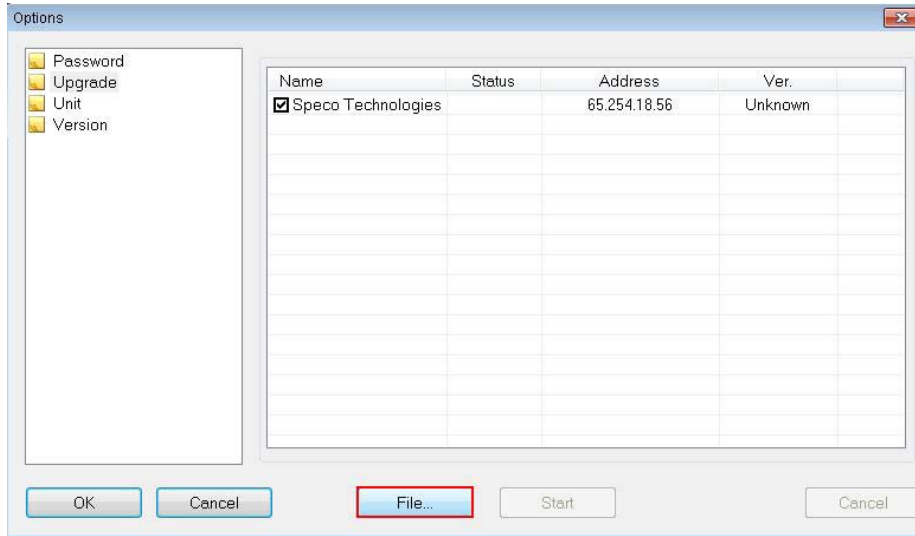 Options
Password
Upgrade
Unit
Version
Name Status Address Ver.
Speco Technologies 65.254.18.56 Unknown
OK Cancel File... Start Cancel